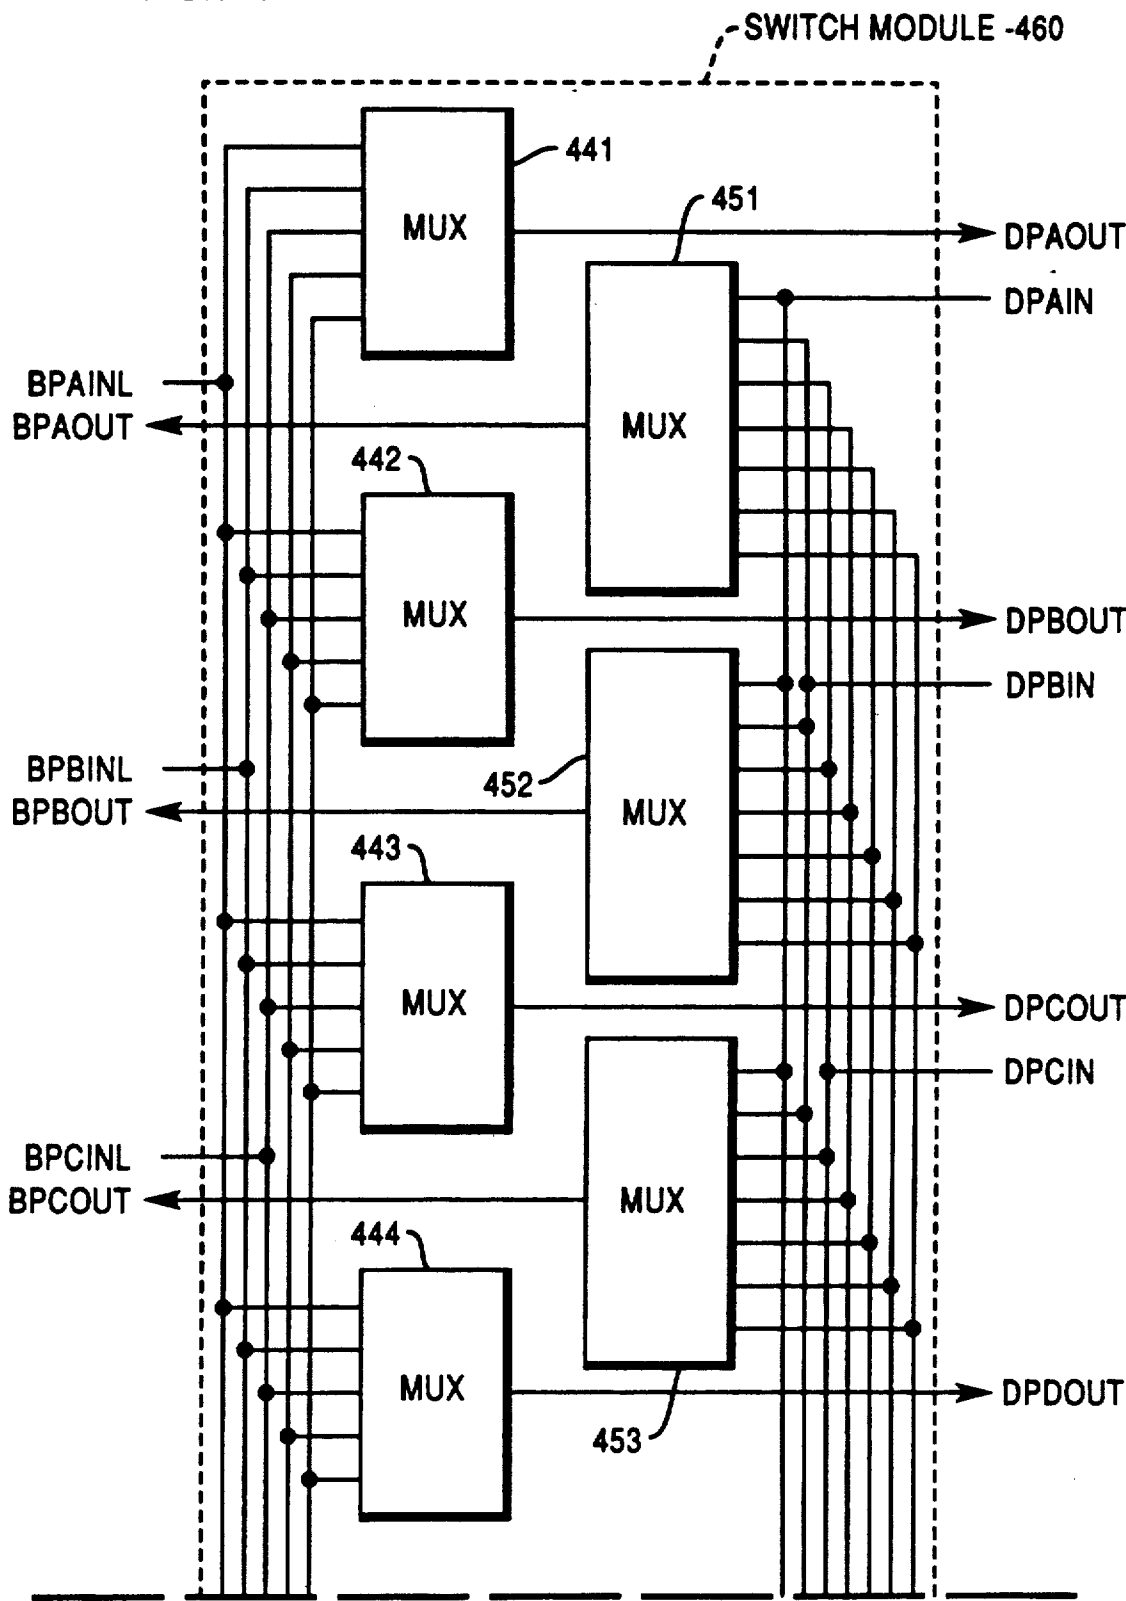 SWITCH MODULE -460
441
MUX
451
DPAOUT
DPAIN
BPAINL
BPAOUT
MUX
442
MUX
DPBOUT
DPBIN
BPBINL
452
BPBOUT
MUX
443
MUX
DPCOUT
DPCIN
BPCINL
BPCOUT
MUX
444
MUX
DPDOUT
453